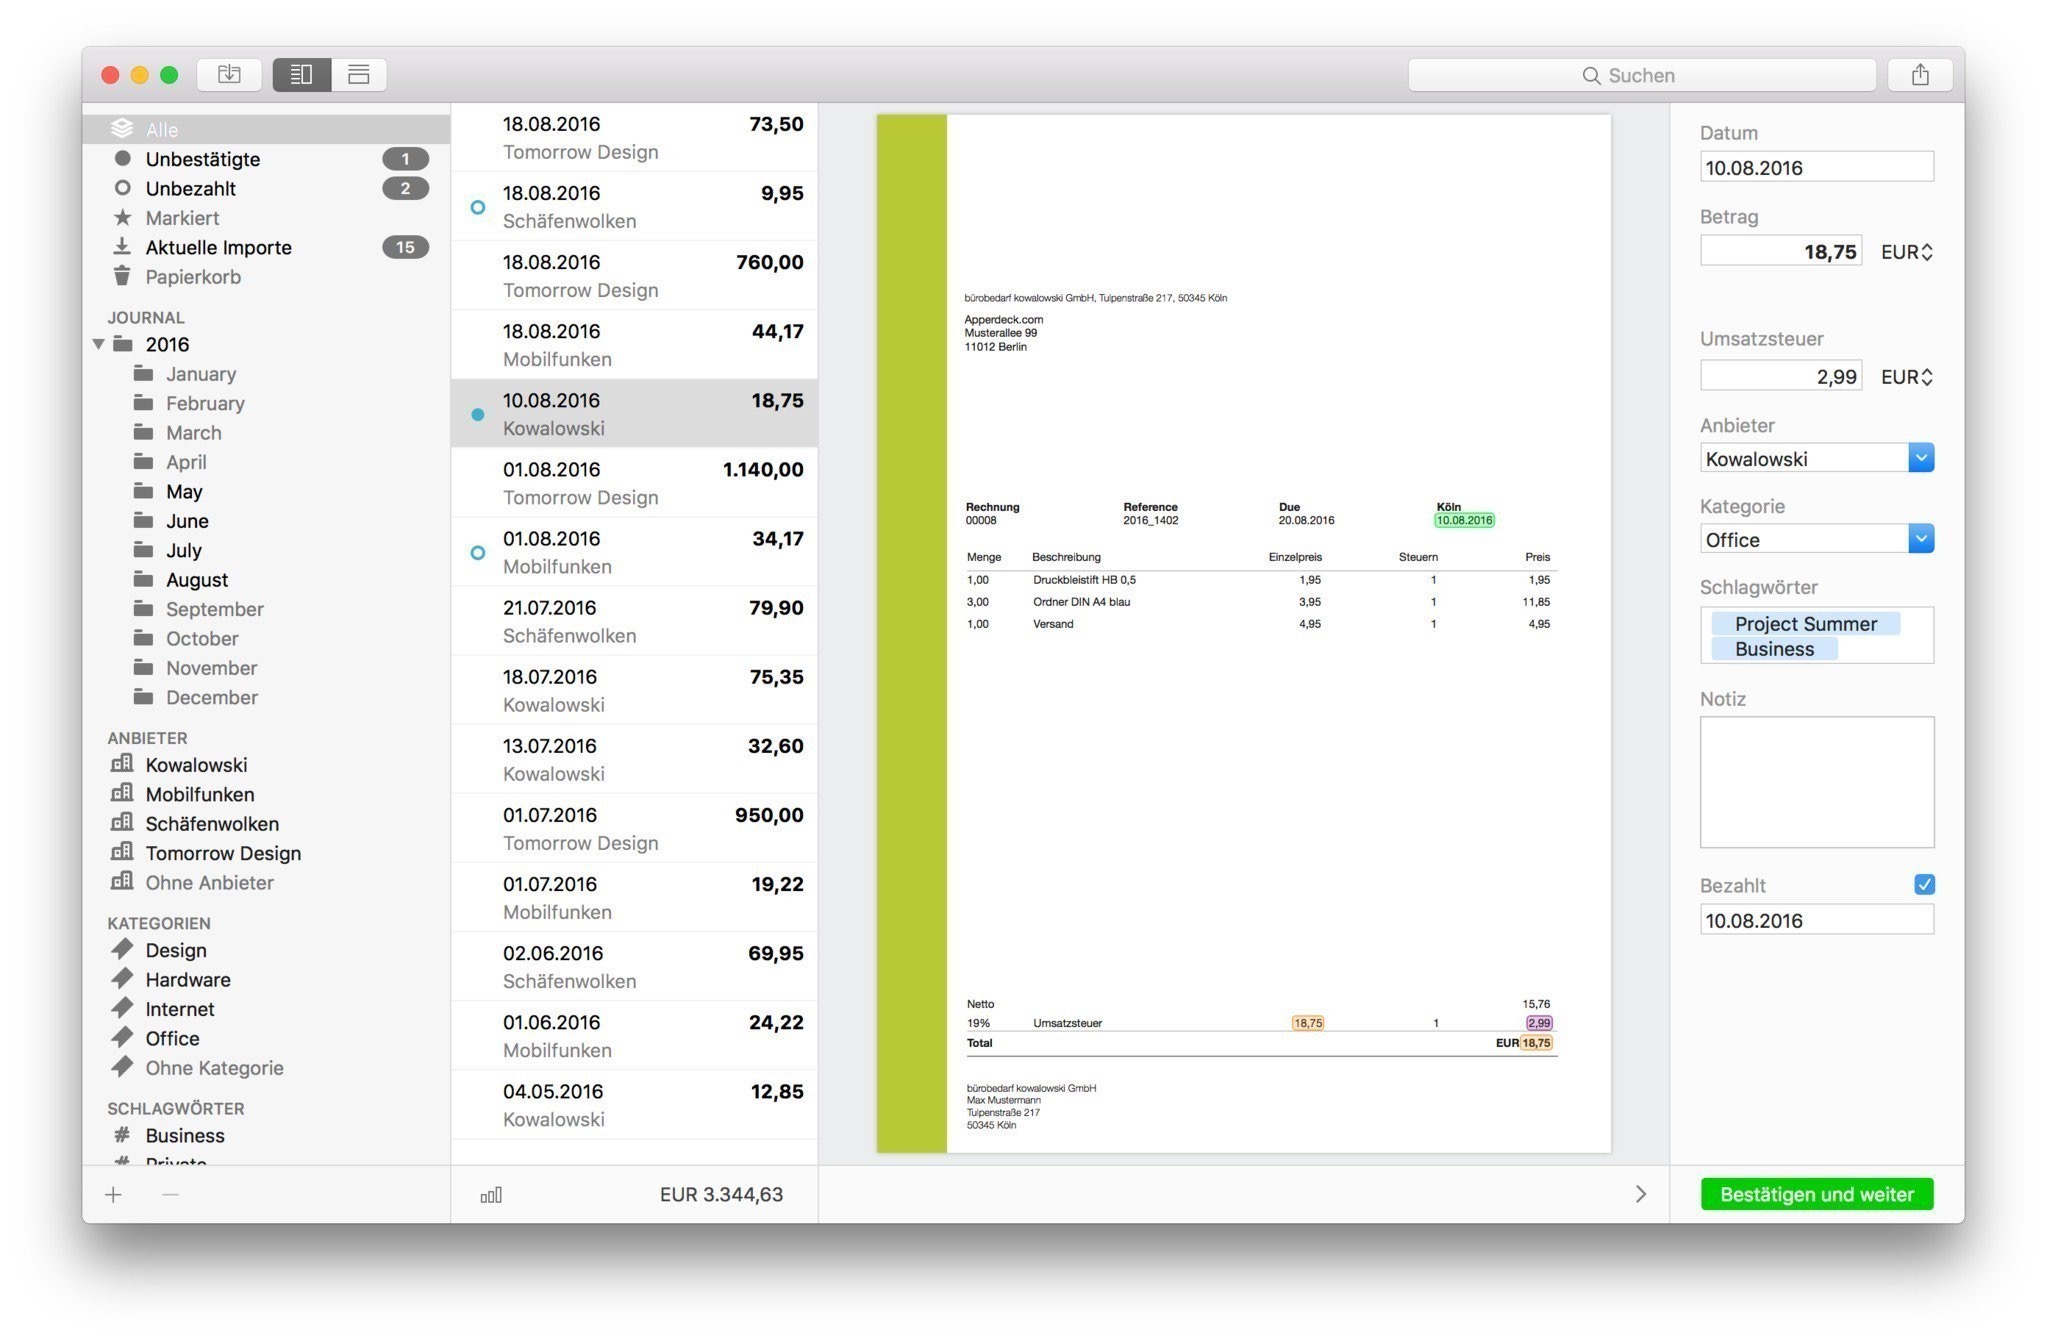 Suchen
Alle
Unbestätigte 1
Unbezahlt 2
Markiert
Aktuelle Importe 15
Papierkorb
JOURNAL
2016
January
February
March
April
May
June
July
August
September
October
November
December
ANBIETER
Kowalowski
Mobilfunken
Schäfenwolken
Tomorrow Design
Ohne Anbieter
KATEGORIEN
Design
Hardware
Internet
Office
Ohne Kategorie
SCHLAGWÖRTER
# Business
# Private
18.08.2016 73,50
Tomorrow Design
18.08.2016 9,95
Schäfenwolken
18.08.2016 760,00
Tomorrow Design
18.08.2016 44,17
Mobilfunken
10.08.2016 18,75
Kowalowski
01.08.2016 1.140,00
Tomorrow Design
01.08.2016 34,17
Mobilfunken
21.07.2016 79,90
Schäfenwolken
18.07.2016 75,35
Kowalowski
13.07.2016 32,60
Kowalowski
01.07.2016 950,00
Tomorrow Design
01.07.2016 19,22
Mobilfunken
02.06.2016 69,95
Schäfenwolken
01.06.2016 24,22
Mobilfunken
04.05.2016 12,85
Kowalowski
EUR 3.344,63
bürobedarf kowalowski GmbH, Tulpenstraße 217, 50345 Köln
Apperdeck.com
Musterallee 99
11012 Berlin
Rechnung Reference Due Köln
00008 2016_1402 20.08.2016 10.08.2016
Menge Beschreibung Einzelpreis Steuern Preis
1,00 Druckbleistift HB 0,5 1,95 1 1,95
3,00 Ordner DIN A4 blau 3,95 1 11,85
1,00 Versand 4,95 1 4,95
Netto 15,76
19% Umsatzsteuer 18,75 1 2,99
Total EUR 18,75
bürobedarf kowalowski GmbH
Max Mustermann
Tulpenstraße 217
50345 Köln
Datum
10.08.2016
Betrag
18,75 EUR
Umsatzsteuer
2,99 EUR
Anbieter
Kowalowski
Kategorie
Office
Schlagwörter
Project Summer
Business
Notiz
Bezahlt
10.08.2016
Bestätigen und weiter